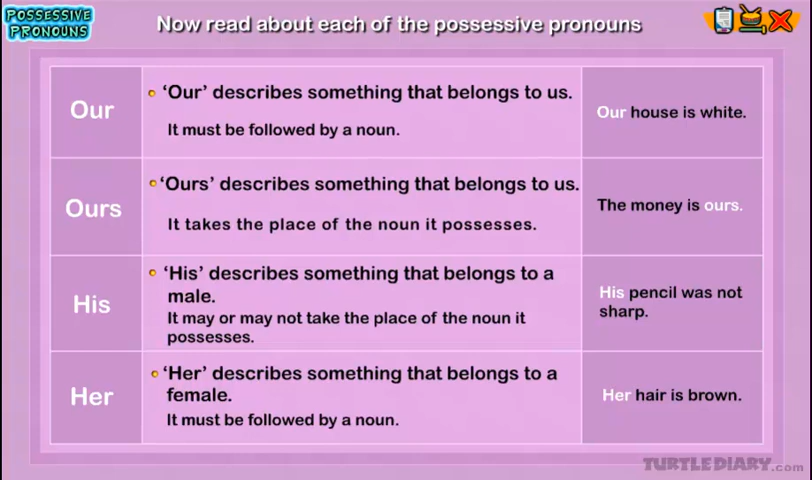 POSSESSIVE
PRONOUNS
Now read about each of the possessive pronouns
Our
‘Our’ describes something that belongs to us.
It must be followed by a noun.
Our house is white.
Ours
‘Ours’ describes something that belongs to us.
It takes the place of the noun it possesses.
The money is ours.
His
‘His’ describes something that belongs to a
male.
It may or may not take the place of the noun it
possesses.
His pencil was not
sharp.
Her
‘Her’ describes something that belongs to a
female.
It must be followed by a noun.
Her hair is brown.
TURTLEDIARY.com